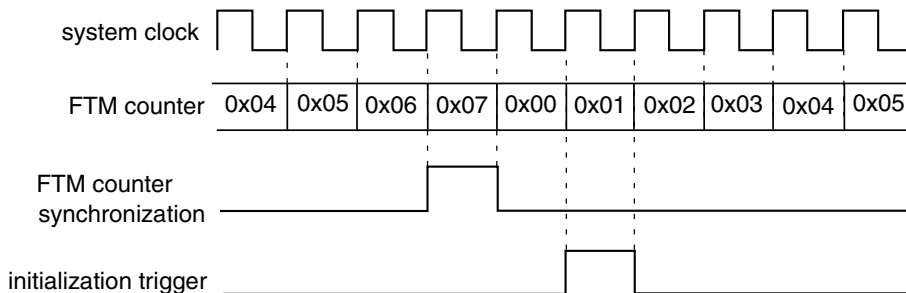 system clock
FTM counter 0x04 0x05 0x06 0x07 0x00 0x01 0x02 0x03 0x04 0x05
FTM counter
synchronization
initialization trigger